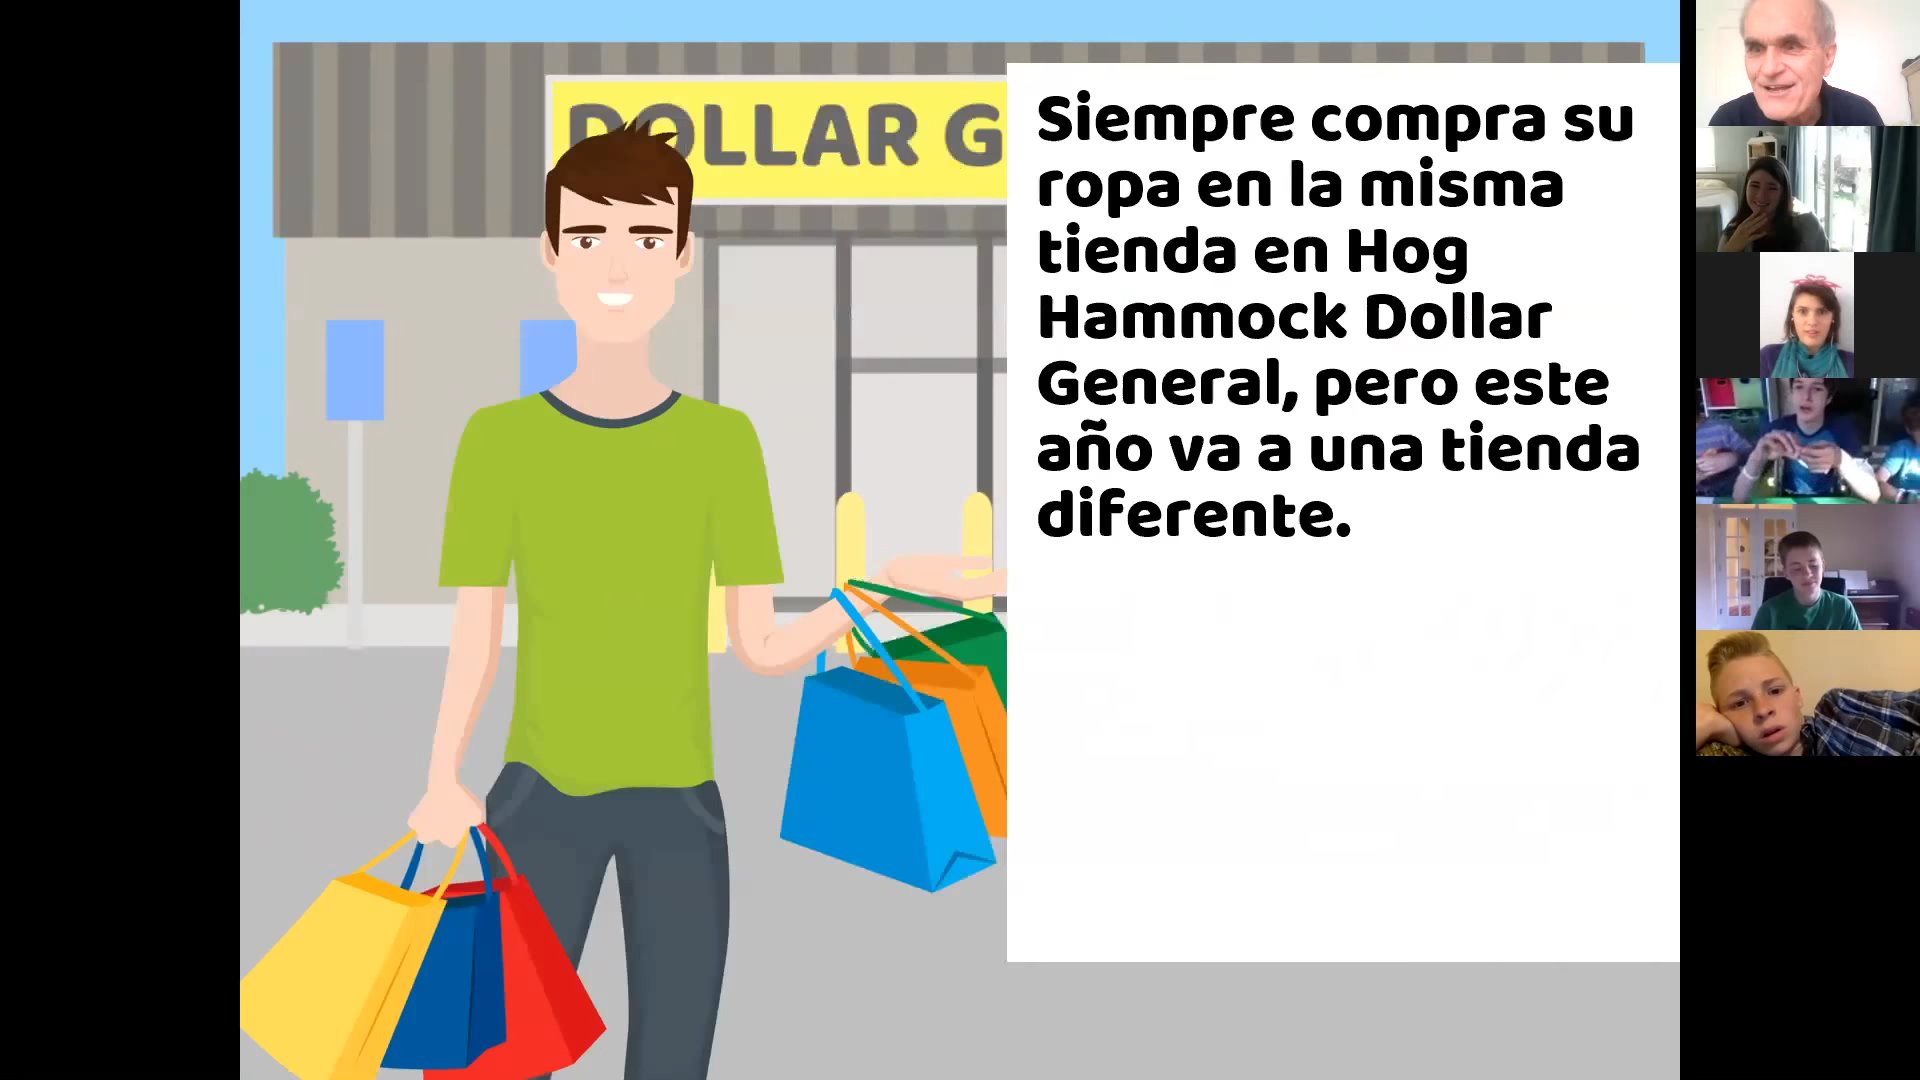 DOLLAR G
Siempre compra su
ropa en la misma
tienda en Hog
Hammock Dollar
General, pero este
año va a una tienda
diferente.